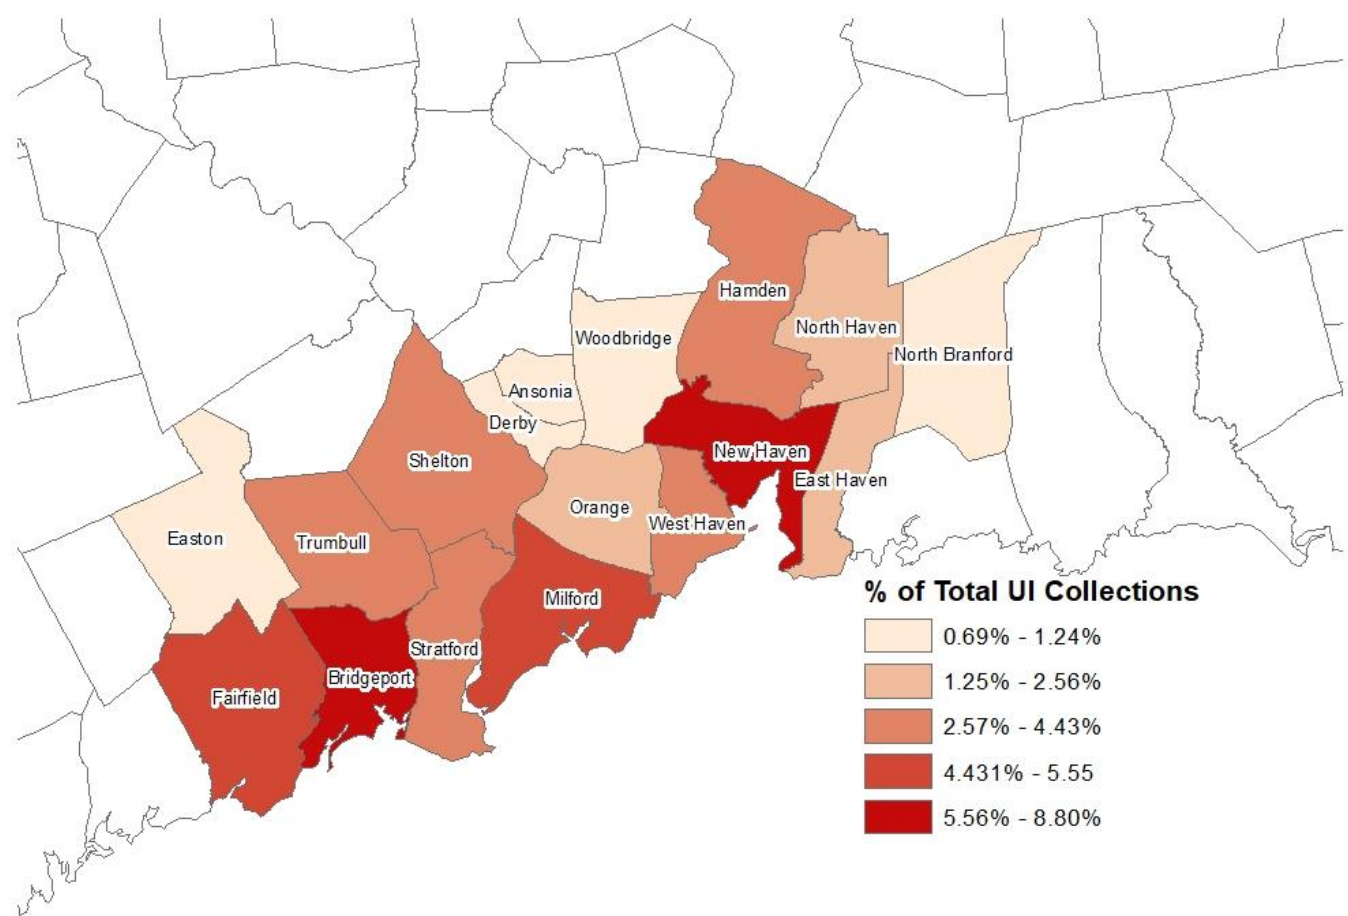 Hamden
North Haven
Woodbridge
North Branford
Ansonia
Derby
New Haven
Shelton
East Haven
Orange
West Haven
Easton
Trumbull
Milford
Stratford
Bridgeport
Fairfield
% of Total UI Collections
0.69% - 1.24%
1.25% - 2.56%
2.57% - 4.43%
4.431% - 5.55
5.56% - 8.80%